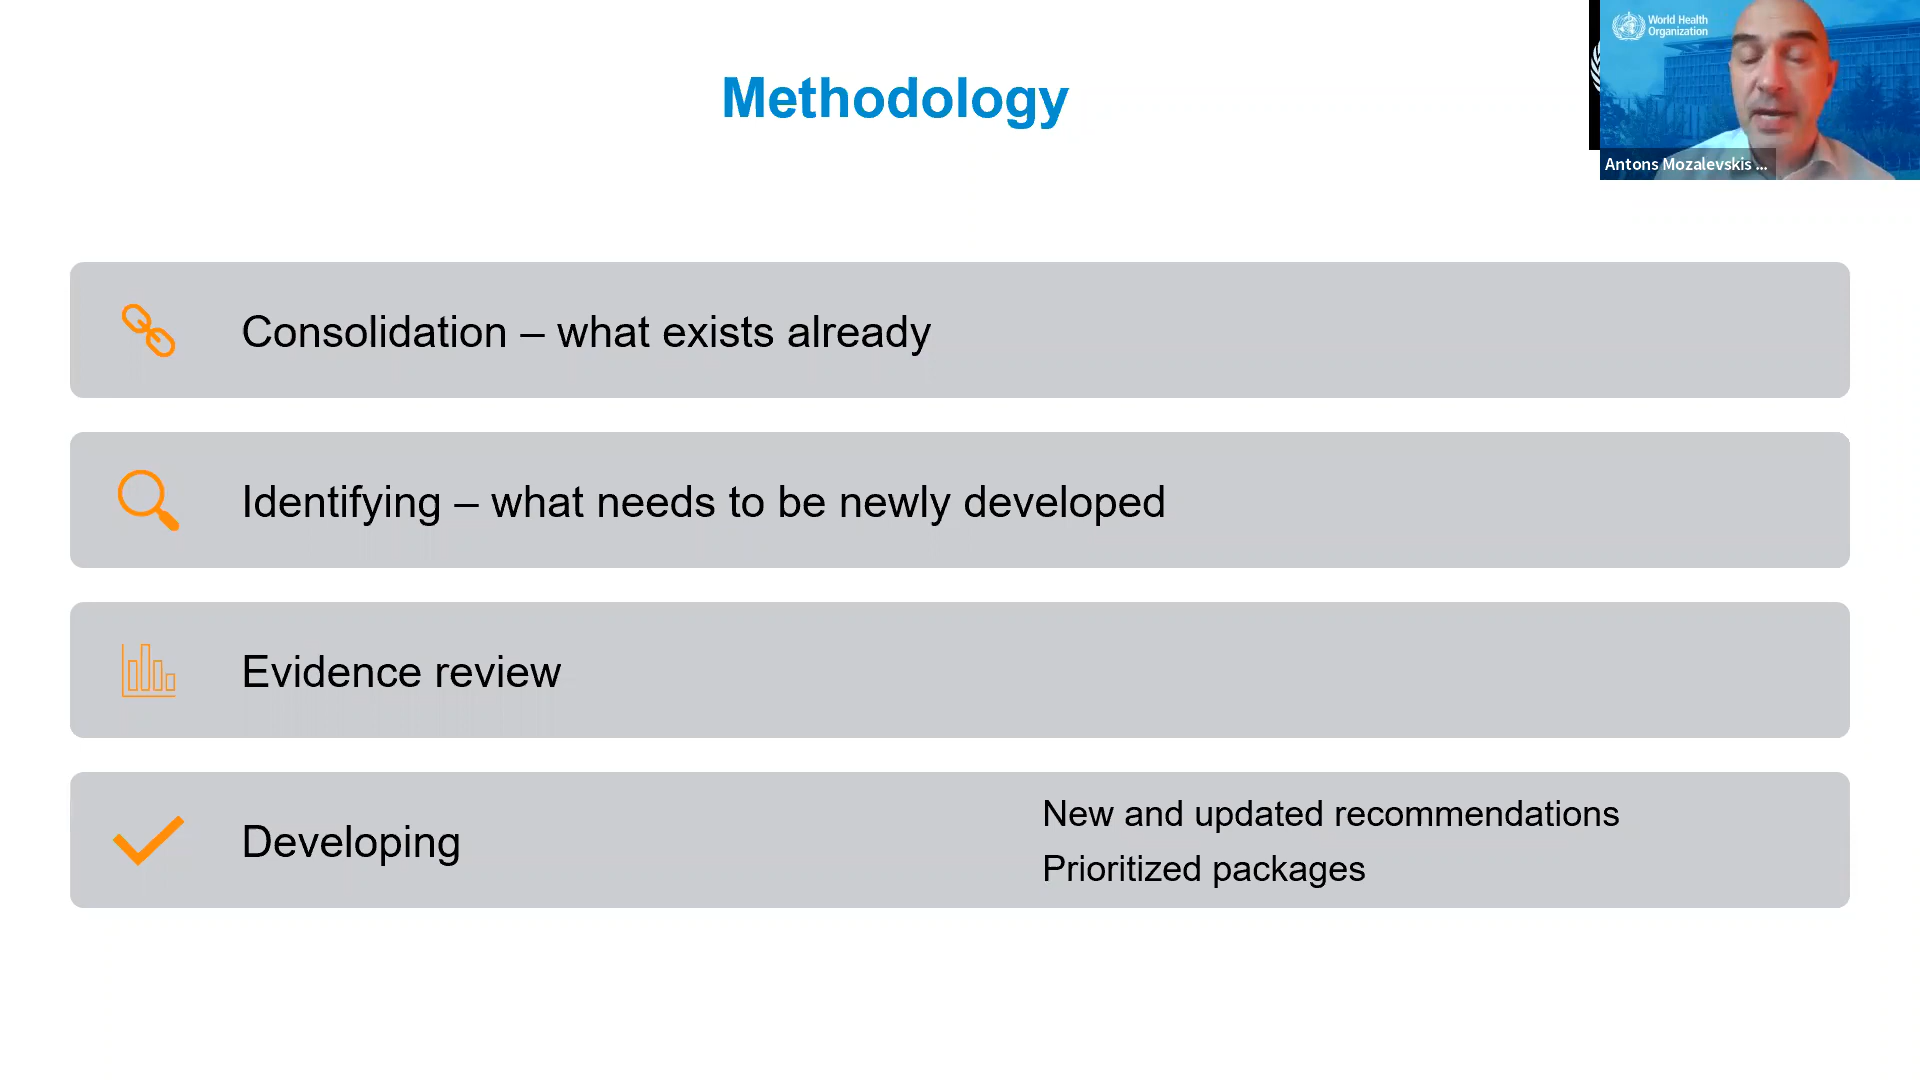 Methodology
World Health
Organization
Antons Mozalevskis ...
Consolidation – what exists already
Identifying – what needs to be newly developed
Evidence review
Developing
New and updated recommendations
Prioritized packages